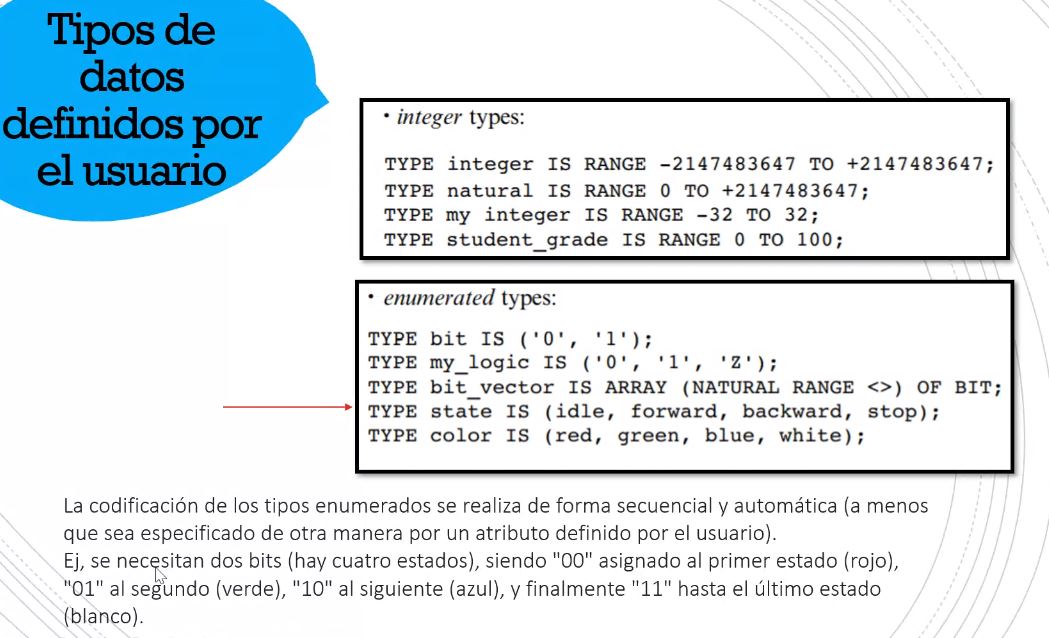 Tipos de
datos
definidos por
el usuario
• integer types:
TYPE integer IS RANGE -2147483647 TO +2147483647;
TYPE natural IS RANGE 0 TO +2147483647;
TYPE my integer IS RANGE -32 TO 32;
TYPE student_grade IS RANGE 0 TO 100;
• enumerated types:
TYPE bit IS ('0', '1');
TYPE my_logic IS ('0', '1', 'Z');
TYPE bit_vector IS ARRAY (NATURAL RANGE <>) OF BIT;
TYPE state IS (idle, forward, backward, stop);
TYPE color IS (red, green, blue, white);
La codificación de los tipos enumerados se realiza de forma secuencial y automática (a menos
que sea especificado de otra manera por un atributo definido por el usuario).
Ej, se necesitan dos bits (hay cuatro estados), siendo "00" asignado al primer estado (rojo),
"01" al segundo (verde), "10" al siguiente (azul), y finalmente "11" hasta el último estado
(blanco).